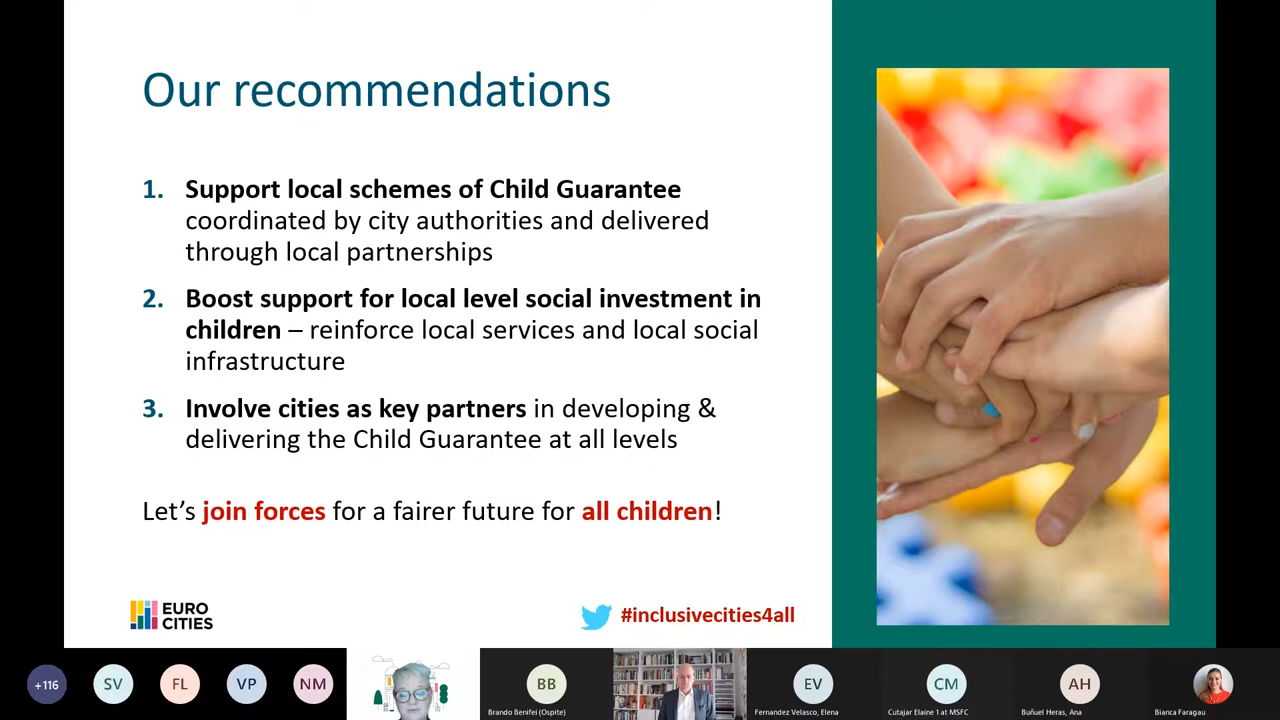 Our recommendations
1. Support local schemes of Child Guarantee
coordinated by city authorities and delivered
through local partnerships
2. Boost support for local level social investment in
children – reinforce local services and local social
infrastructure
3. Involve cities as key partners in developing &
delivering the Child Guarantee at all levels
Let's join forces for a fairer future for all children!
EURO
CITIES
#inclusivecities4all
+116
SV
FL
VP
NM
BB
Brando Benifei (Ospite)
EV
Fernandez Velasco, Elena
CM
Cutajar Elaine 1 at MSFC
AH
Buñuel Heras, Ana
Bianca Faragau